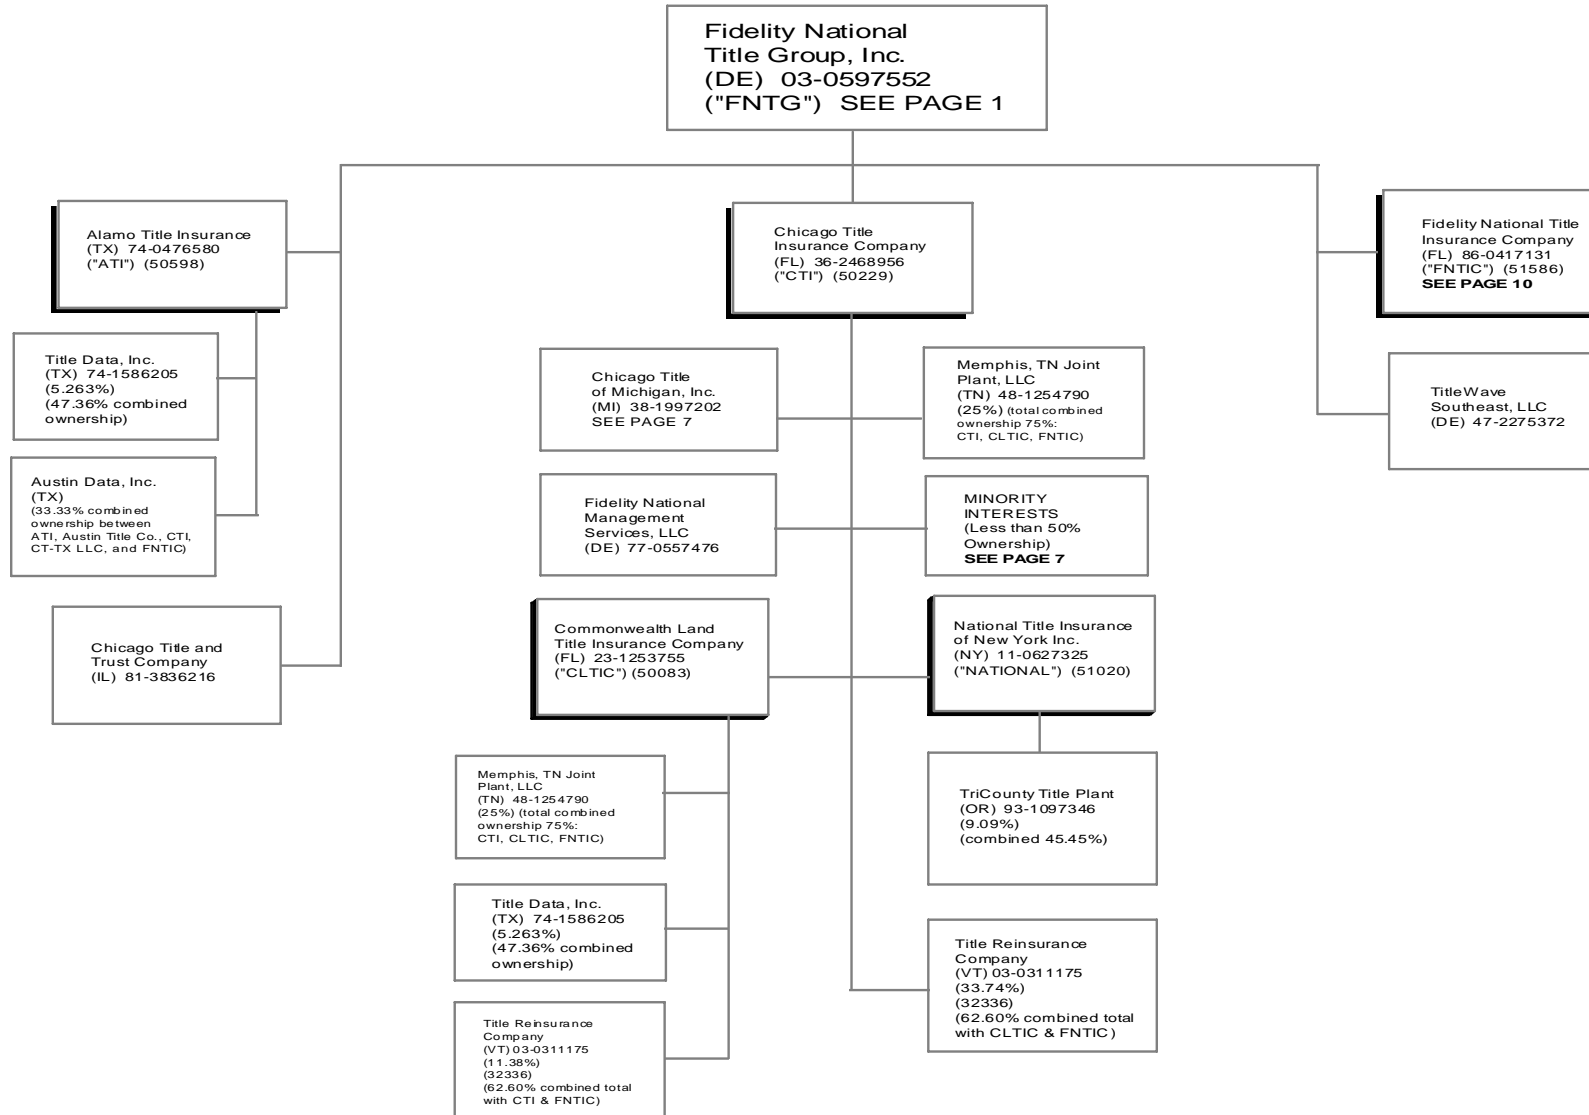 Fidelity National
Title Group, Inc.
(DE) 03-0597552
("FNTG") SEE PAGE 1
Alamo Title Insurance
(TX) 74-0476580
("ATI") (50598)
Chicago Title
Insurance Company
(FL) 36-2468956
("CTI") (50229)
Fidelity National Title
Insurance Company
(FL) 86-0417131
("FNTIC") (51586)
SEE PAGE 10
Title Data, Inc.
(TX) 74-1586205
(5.263%)
(47.36% combined
ownership)
Chicago Title
of Michigan, Inc.
(MI) 38-1997202
SEE PAGE 7
Memphis, TN Joint
Plant, LLC
(TN) 48-1254790
(25%) (total combined
ownership 75%:
CTI, CLTIC, FNTIC)
TitleWave
Southeast, LLC
(DE) 47-2275372
Austin Data, Inc.
(TX)
(33.33% combined
ownership between
ATI, Austin Title Co., CTI,
CT-TX LLC, and FNTIC)
Fidelity National
Management
Services, LLC
(DE) 77-0557476
MINORITY
INTERESTS
(Less than 50%
Ownership)
SEE PAGE 7
Chicago Title and
Trust Company
(IL) 81-3836216
Commonwealth Land
Title Insurance Company
(FL) 23-1253755
("CLTIC") (50083)
National Title Insurance
of New York Inc.
(NY) 11-0627325
("NATIONAL") (51020)
Memphis, TN Joint
Plant, LLC
(TN) 48-1254790
(25%) (total combined
ownership 75%:
CTI, CLTIC, FNTIC)
TriCounty Title Plant
(OR) 93-1097346
(9.09%)
(combined 45.45%)
Title Data, Inc.
(TX) 74-1586205
(5.263%)
(47.36% combined
ownership)
Title Reinsurance
Company
(VT) 03-0311175
(33.74%)
(32336)
(62.60% combined total
with CLTIC & FNTIC)
Title Reinsurance
Company
(VT) 03-0311175
(11.38%)
(32336)
(62.60% combined total
with CTI & FNTIC)